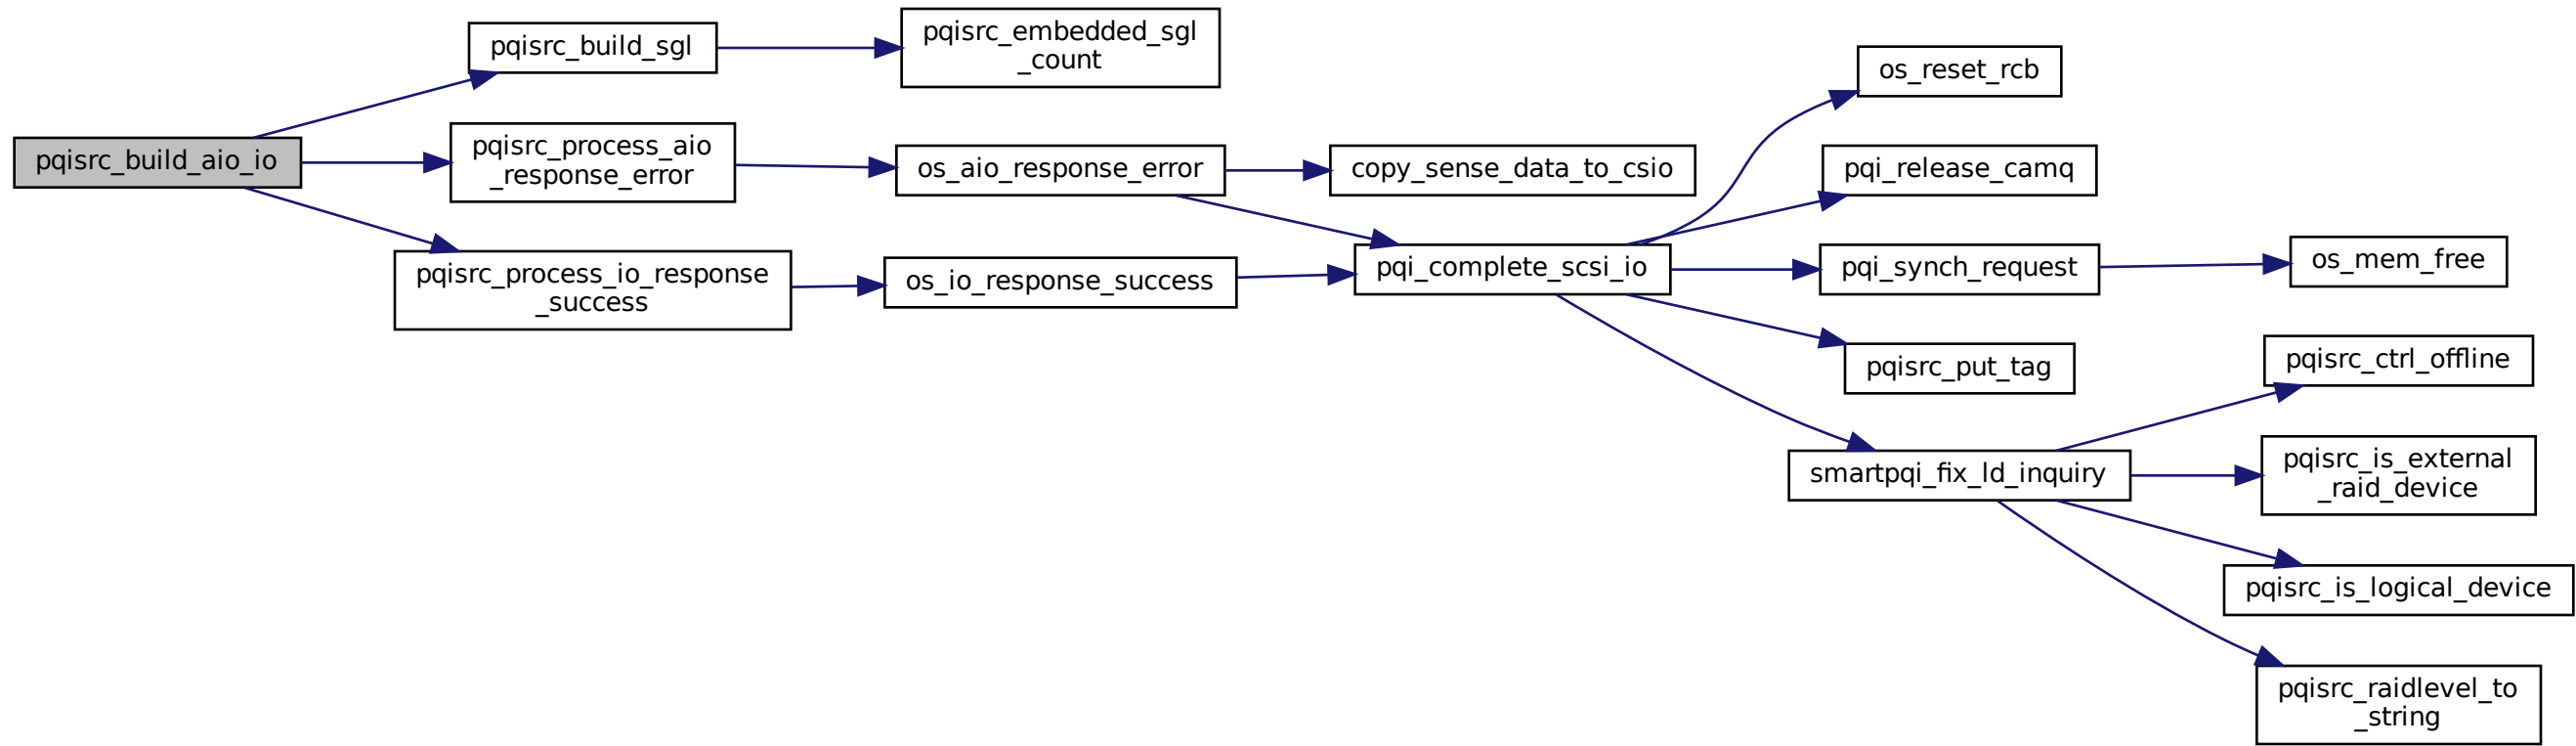 pqisrc_build_aio_io
pqisrc_build_sgl
pqisrc_embedded_sgl
_count
pqisrc_process_aio
_response_error
os_aio_response_error
copy_sense_data_to_csio
pqisrc_process_io_response
_success
os_io_response_success
pqi_complete_scsi_io
os_reset_rcb
pqi_release_camq
pqi_synch_request
os_mem_free
pqisrc_put_tag
smartpqi_fix_ld_inquiry
pqisrc_ctrl_offline
pqisrc_is_external
_raid_device
pqisrc_is_logical_device
pqisrc_raidlevel_to
_string